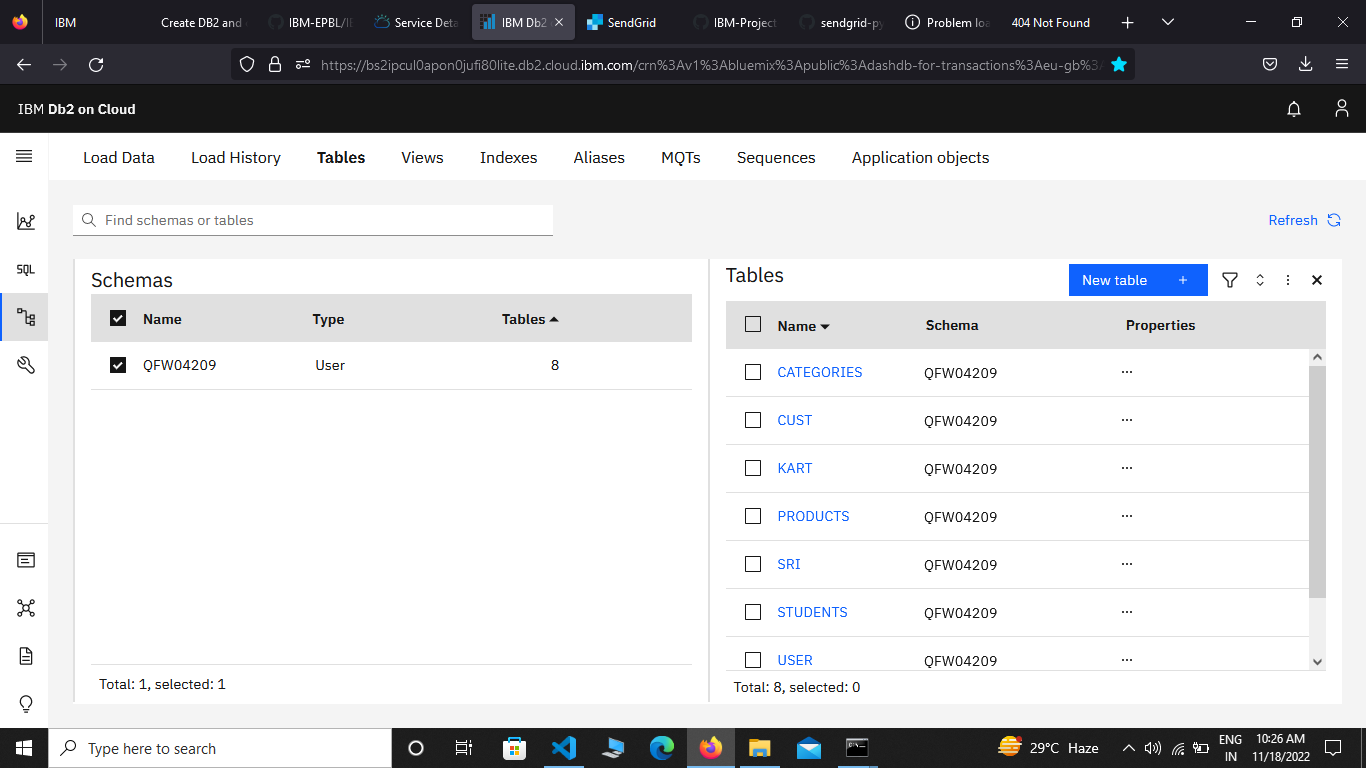 IBM
Create DB2 and
IBM-EPBL/IB
Service Deta
IBM Db2
SendGrid
IBM-Project
sendgrid-py
Problem loa
404 Not Found
https://bs2ipcul0apon0jufi80lite.db2.cloud.ibm.com/crn%3Av1%3Abluemix%3Apublic%3Adashdb-for-transactions%3Aeu-gb%3A
IBM Db2 on Cloud
Load Data Load History Tables Views Indexes Aliases MQTs Sequences Application objects
SQL
Find schemas or tables
Refresh
Schemas
Name Type Tables
QFW04209 User 8
Total: 1, selected: 1
Tables
New table +
Name Schema Properties
CATEGORIES QFW04209 ...
CUST QFW04209 ...
KART QFW04209 ...
PRODUCTS QFW04209 ...
SRI QFW04209 ...
STUDENTS QFW04209 ...
USER QFW04209 ...
Total: 8, selected: 0
Type here to search
29°C Haze
ENG
IN
10:26 AM
11/18/2022